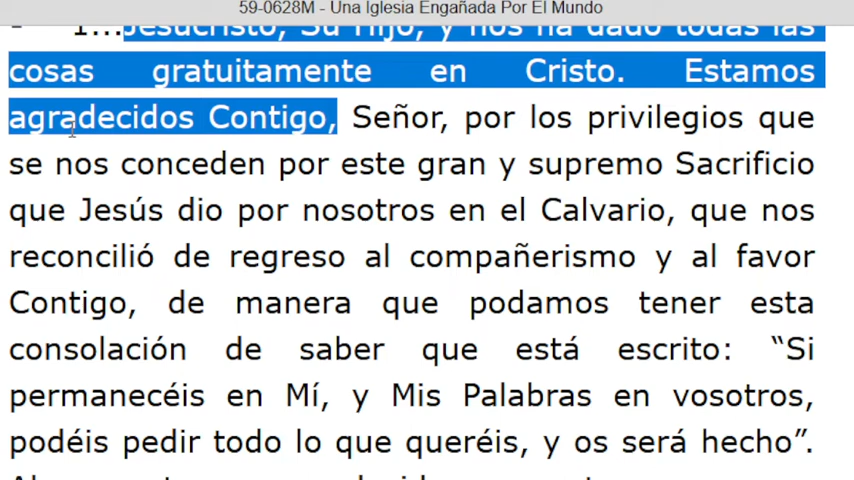 59-0628M - Una Iglesia Engañada Por El Mundo
1...Jesucristo, Su Hijo, y nos ha dado todas las
cosas gratuitamente en Cristo. Estamos
agradecidos Contigo, Señor, por los privilegios que
se nos conceden por este gran y supremo Sacrificio
que Jesús dio por nosotros en el Calvario, que nos
reconcilió de regreso al compañerismo y al favor
Contigo, de manera que podamos tener esta
consolación de saber que está escrito: “Si
permanecéis en Mí, y Mis Palabras en vosotros,
podéis pedir todo lo que queréis, y os será hecho”.